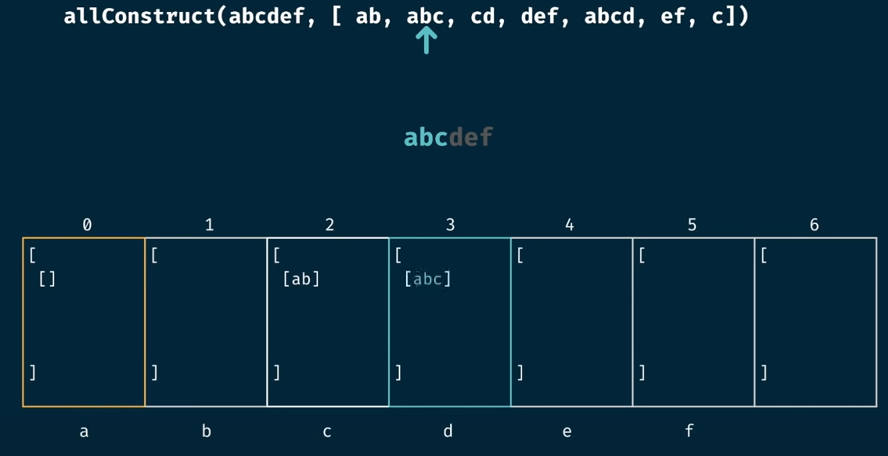 allConstruct(abcdef, [ ab, abc, cd, def, abcd, ef, c])
abcdef
0 1 2 3 4 5 6
[ [ [ [ [ [ [
[] [ab] [abc]
] ] ] ] ] ] ]
a b c d e f